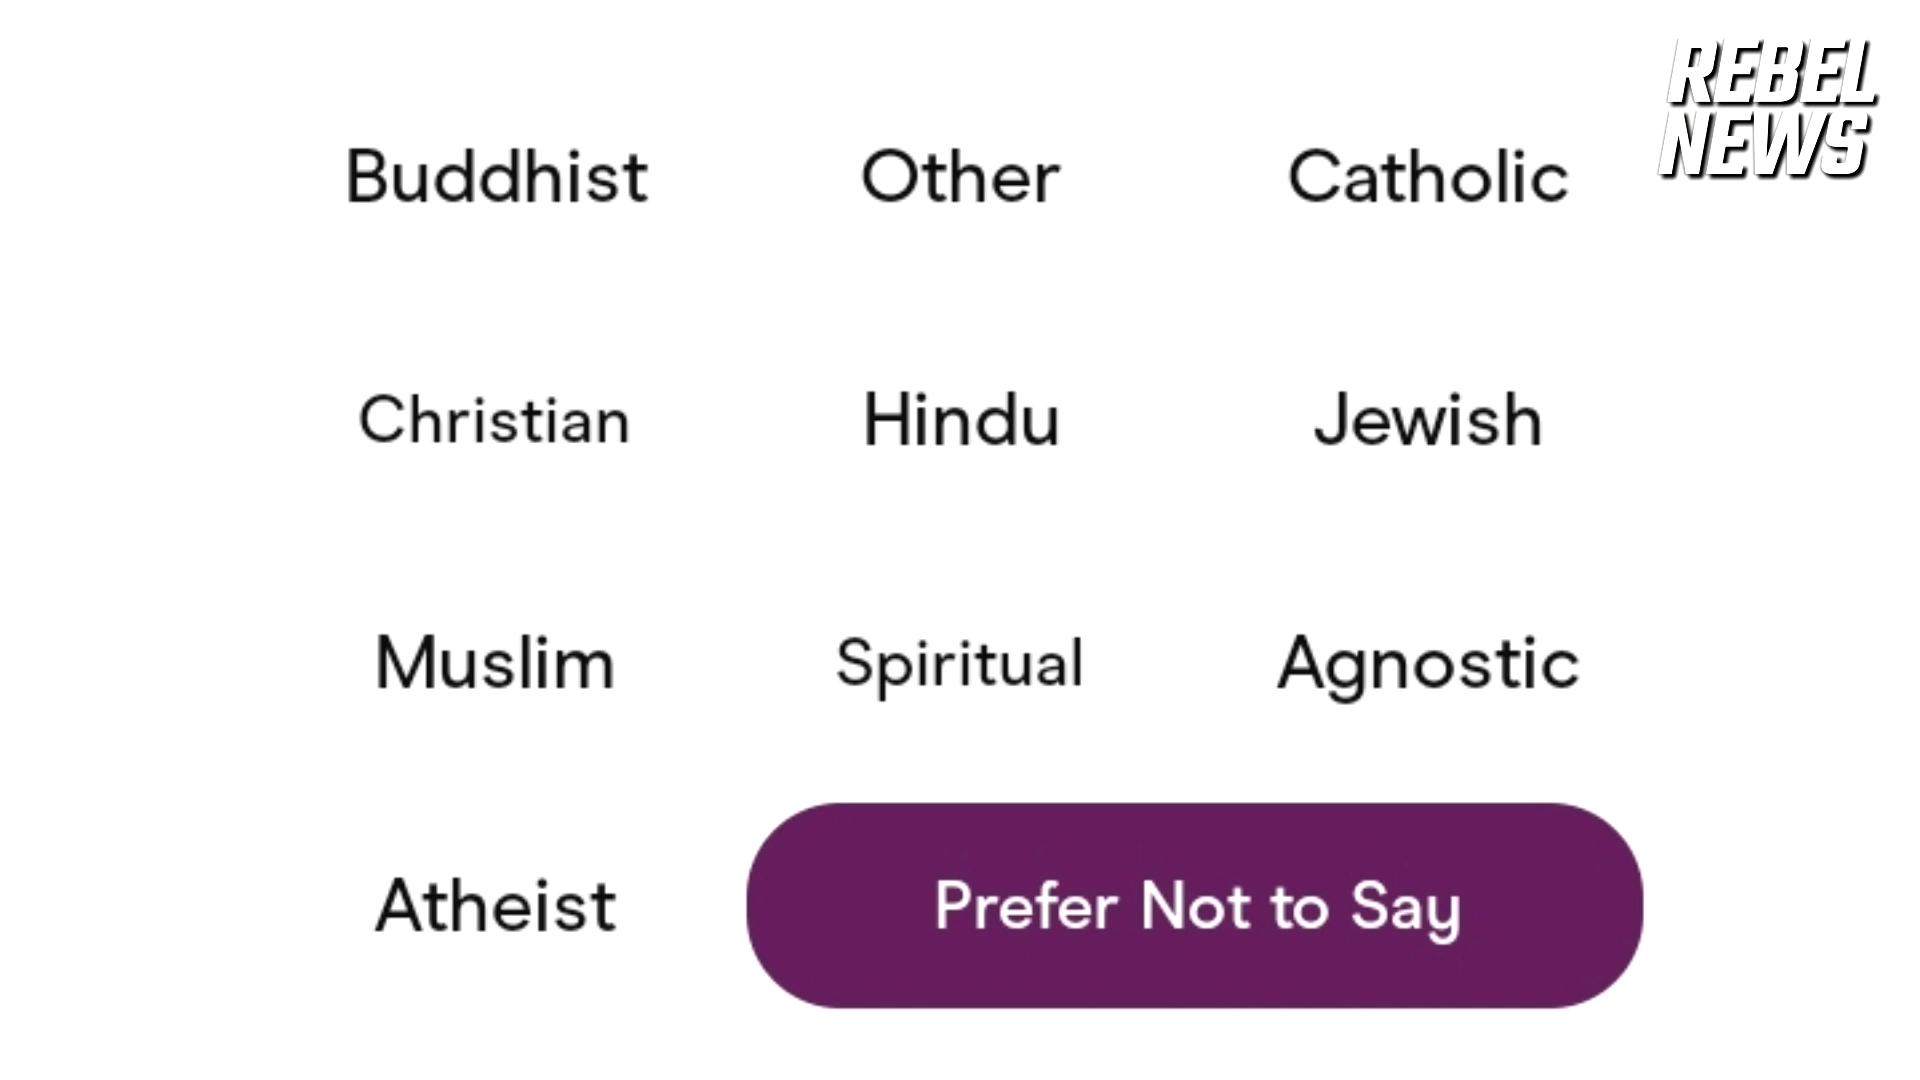 REBEL
NEWS
Buddhist Other Catholic
Christian Hindu Jewish
Muslim Spiritual Agnostic
Atheist Prefer Not to Say